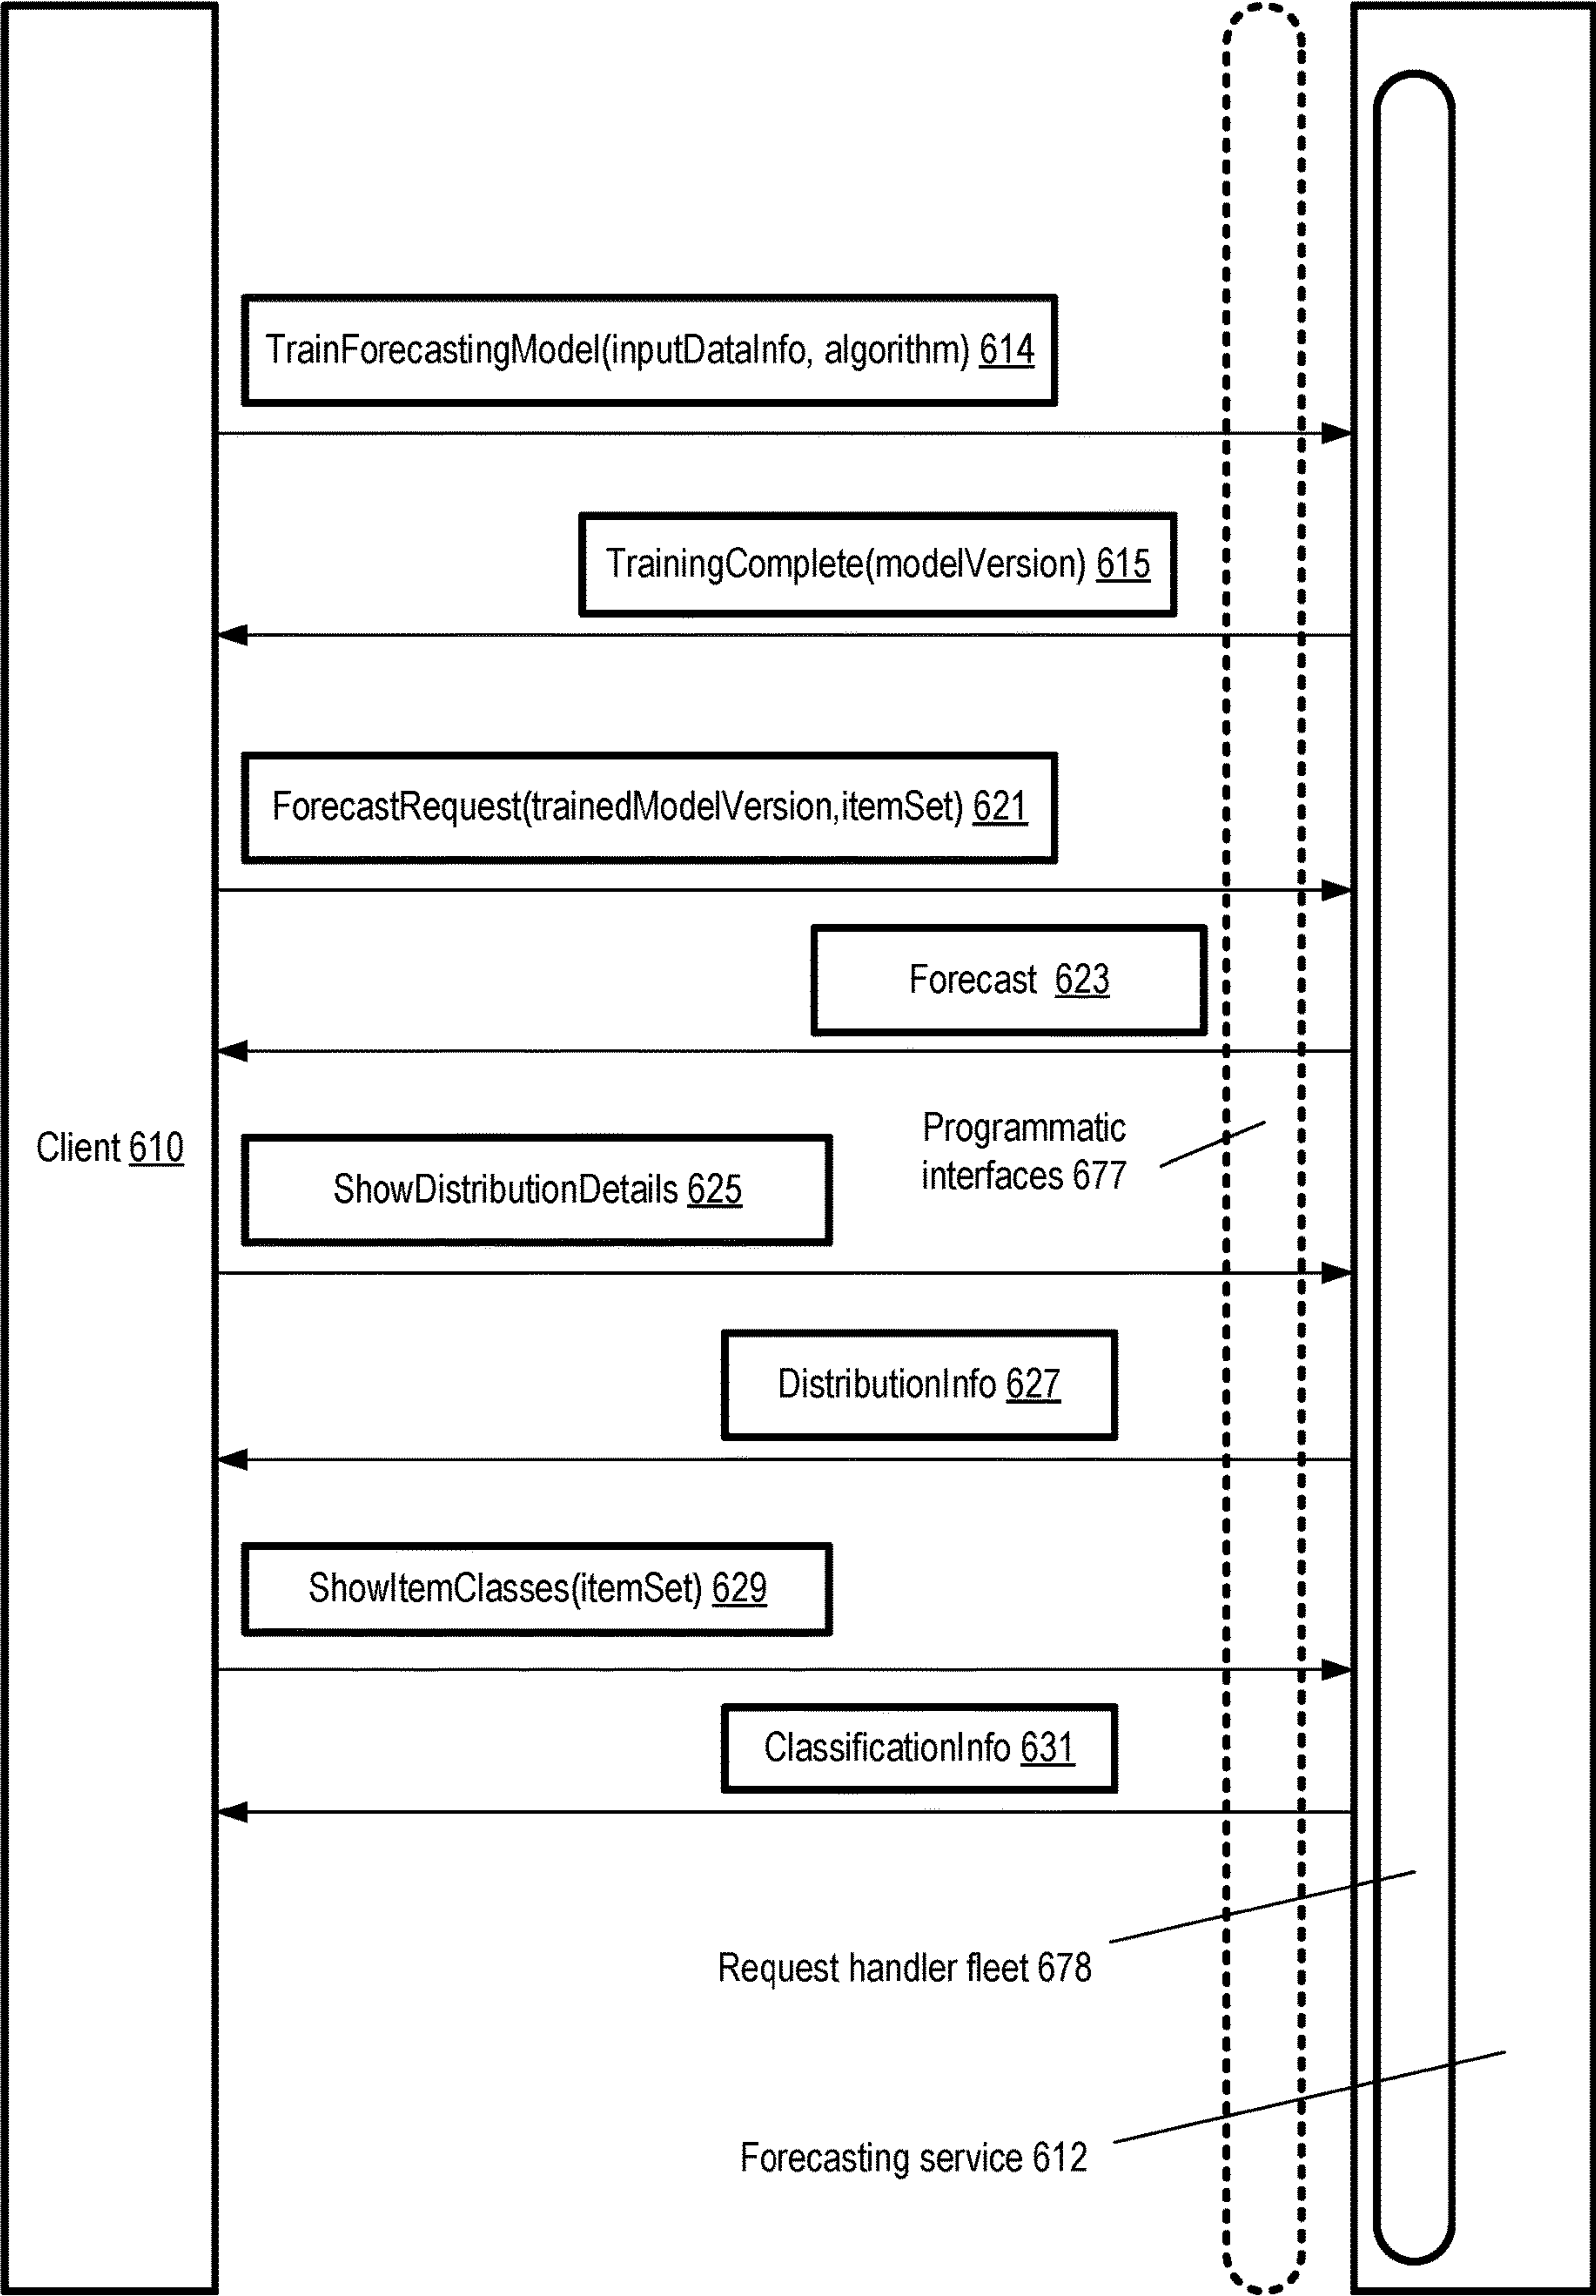 TrainForecastingModel(inputDataInfo, algorithm) 614
TrainingComplete(modelVersion) 615
ForecastRequest(trainedModelVersion,itemSet) 621
Forecast 623
Programmatic
interfaces 677
Client 610
ShowDistributionDetails 625
DistributionInfo 627
ShowItemClasses(itemSet) 629
ClassificationInfo 631
Request handler fleet 678
Forecasting service 612